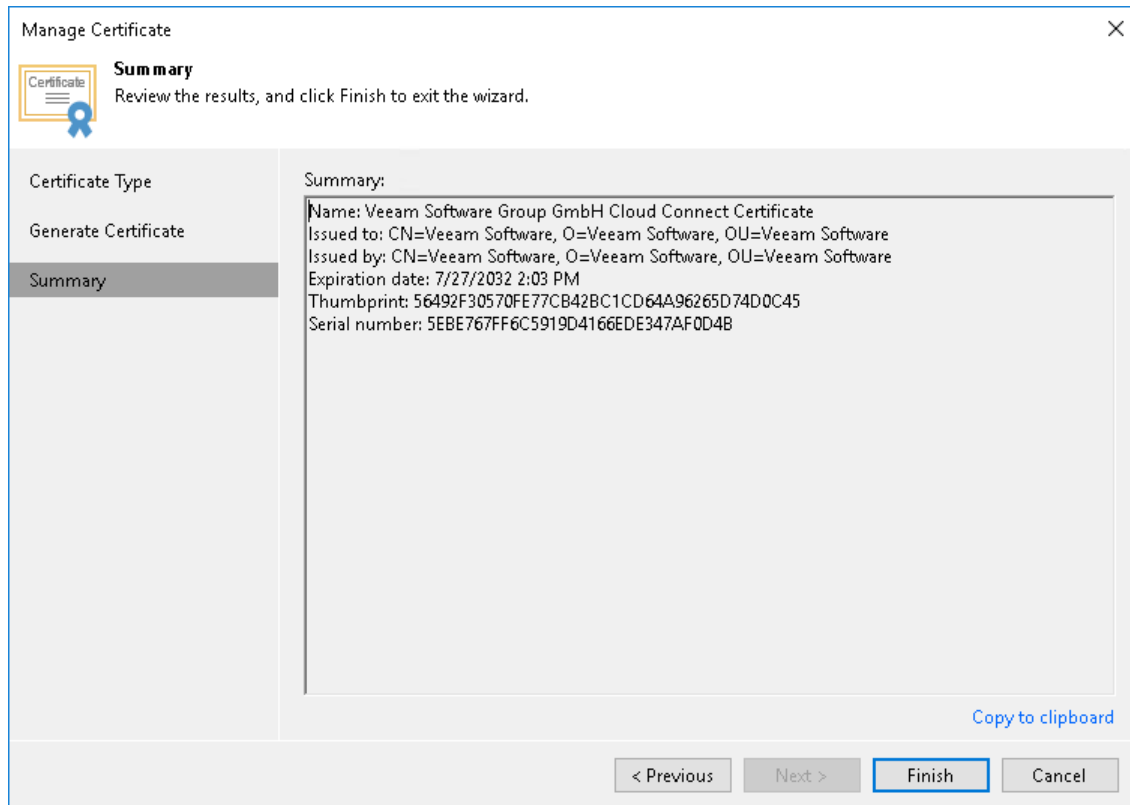 Manage Certificate
Certificate
Summary
Review the results, and click Finish to exit the wizard.
Certificate Type
Generate Certificate
Summary
Summary:
Name: Veeam Software Group GmbH Cloud Connect Certificate
Issued to: CN=Veeam Software, O=Veeam Software, OU=Veeam Software
Issued by: CN=Veeam Software, O=Veeam Software, OU=Veeam Software
Expiration date: 7/27/2032 2:03 PM
Thumbprint: 56492F30570FE77CB42BC1CD64A96265D74D0C45
Serial number: 5EBE767FF6C5919D4166EDE347AF0D4B
Copy to clipboard
< Previous
Next >
Finish
Cancel